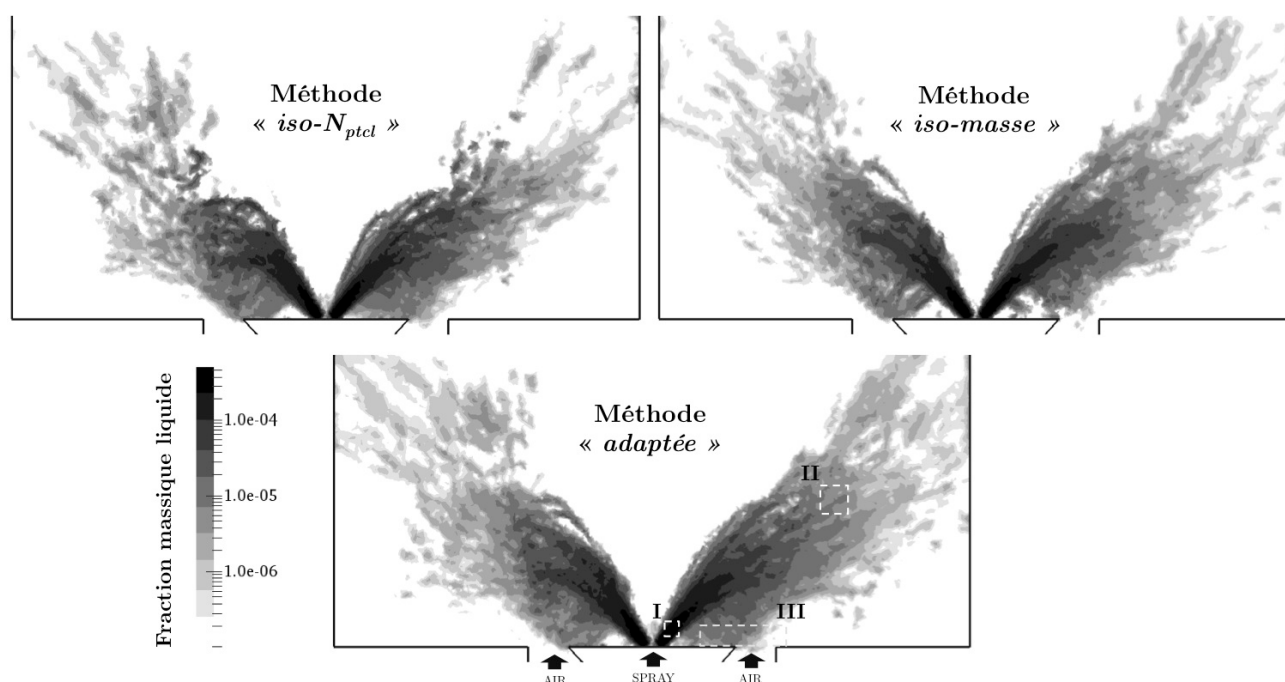 Méthode
« iso-Nptcl »
Méthode
« iso-masse »
Fraction massique liquide
1.0e-04
1.0e-05
1.0e-06
Méthode
« adaptée »
II
I
III
AIR
SPRAY
AIR